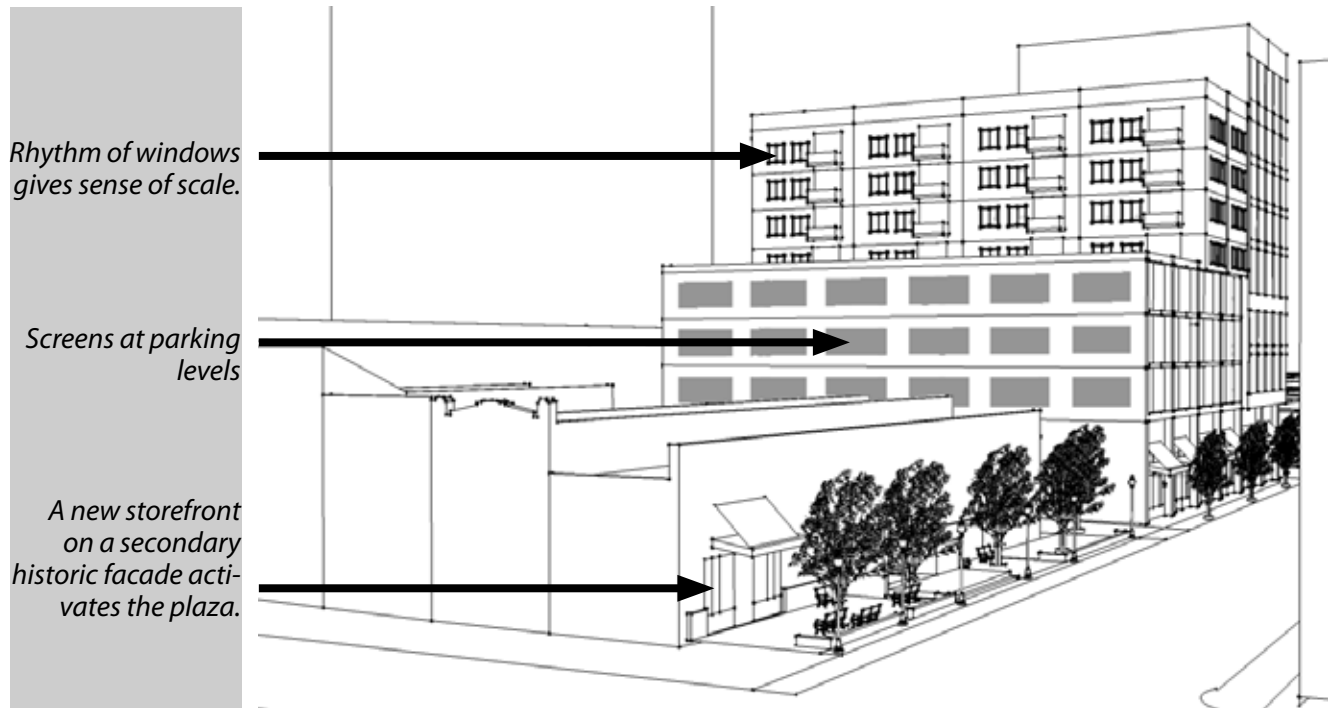 Rhythm of windows
gives sense of scale.
Screens at parking
levels
A new storefront
on a secondary
historic facade acti-
vates the plaza.